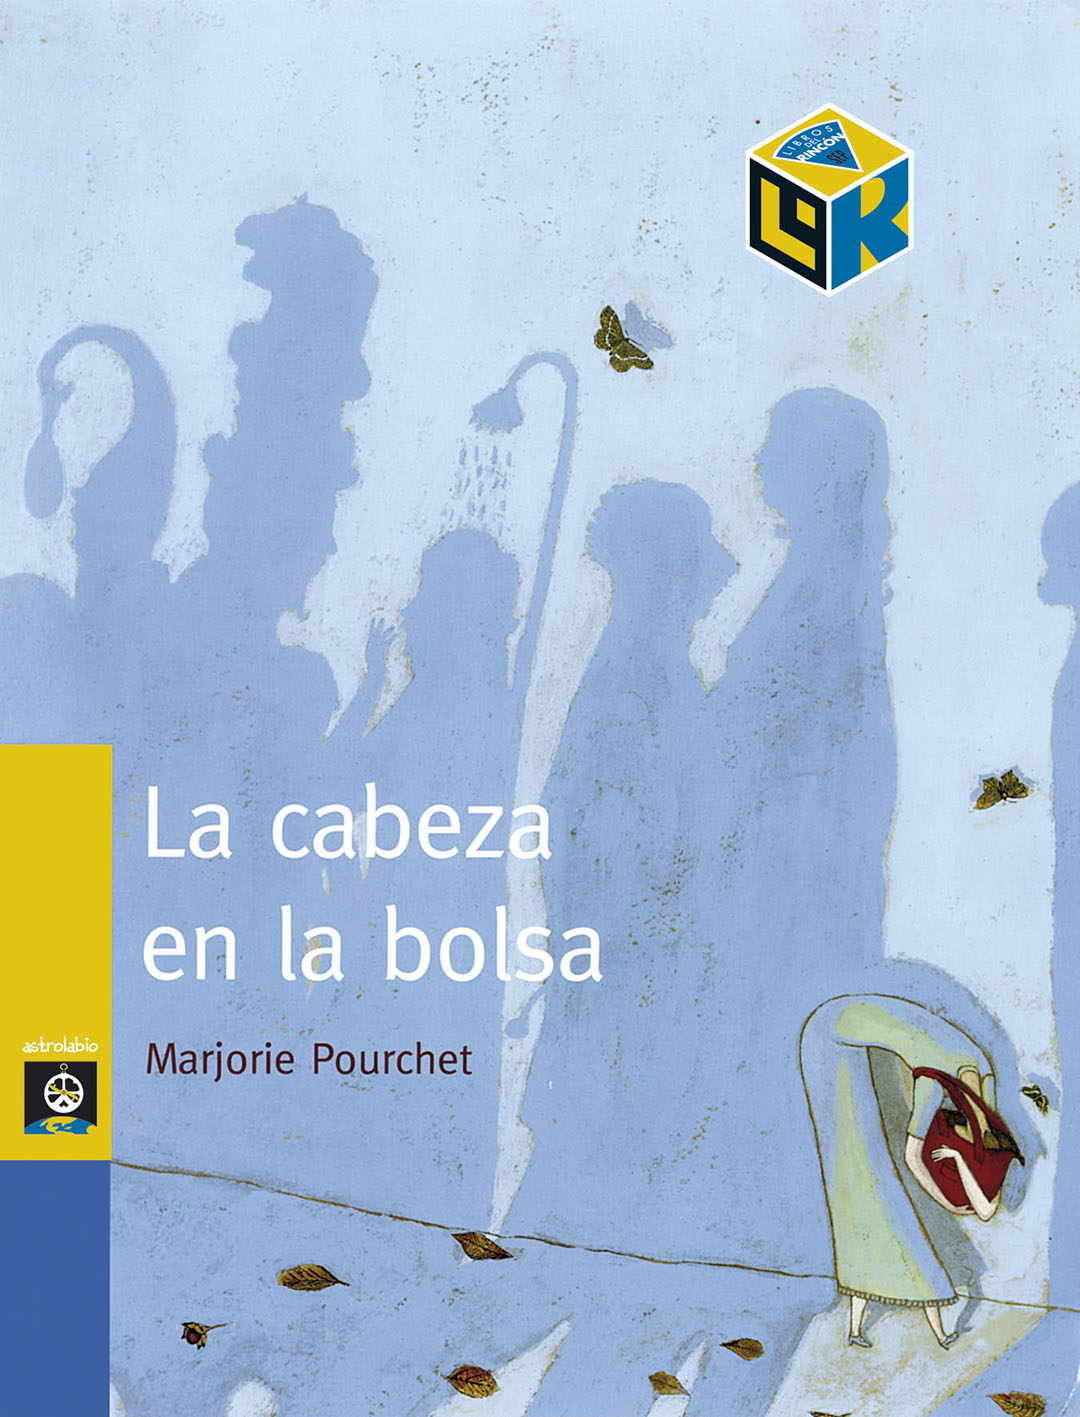 LIBROS
DEL
RINCÓN
SEP
La cabeza
en la bolsa
Marjorie Pourchet
astrolabio